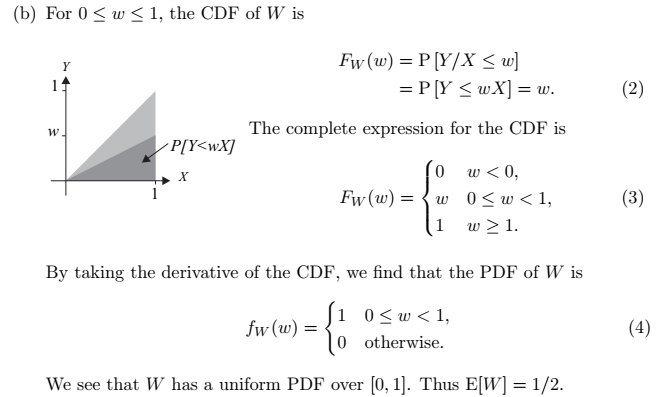 (b) For 0 ≤ w ≤ 1, the CDF of W is
Y
1
w
P[Y<wX]
X
1
F_W(w) = P[Y/X ≤ w]
= P[Y ≤ wX] = w. (2)
The complete expression for the CDF is
F_W(w) = { 0 w < 0,
w 0 ≤ w < 1, (3)
1 w ≥ 1.
By taking the derivative of the CDF, we find that the PDF of W is
f_W(w) = { 1 0 ≤ w < 1,
0 otherwise. (4)
We see that W has a uniform PDF over [0, 1]. Thus E[W] = 1/2.